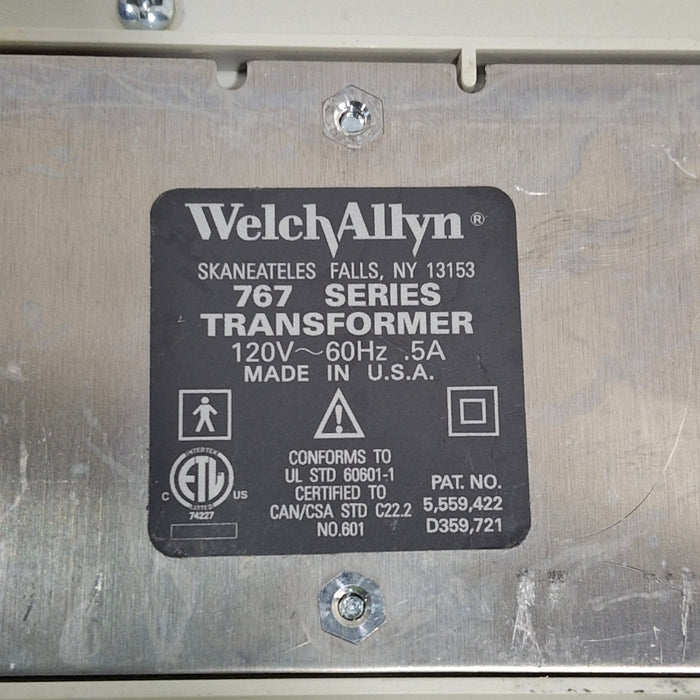 WelchAllyn®
SKANEATELES FALLS, NY 13153
767 SERIES
TRANSFORMER
120V~60Hz .5A
MADE IN U.S.A.
INTERTEK
ETL
C US
LISTED
74227
CONFORMS TO
UL STD 60601-1
CERTIFIED TO
CAN/CSA STD C22.2
NO.601
PAT. NO.
5,559,422
D359,721